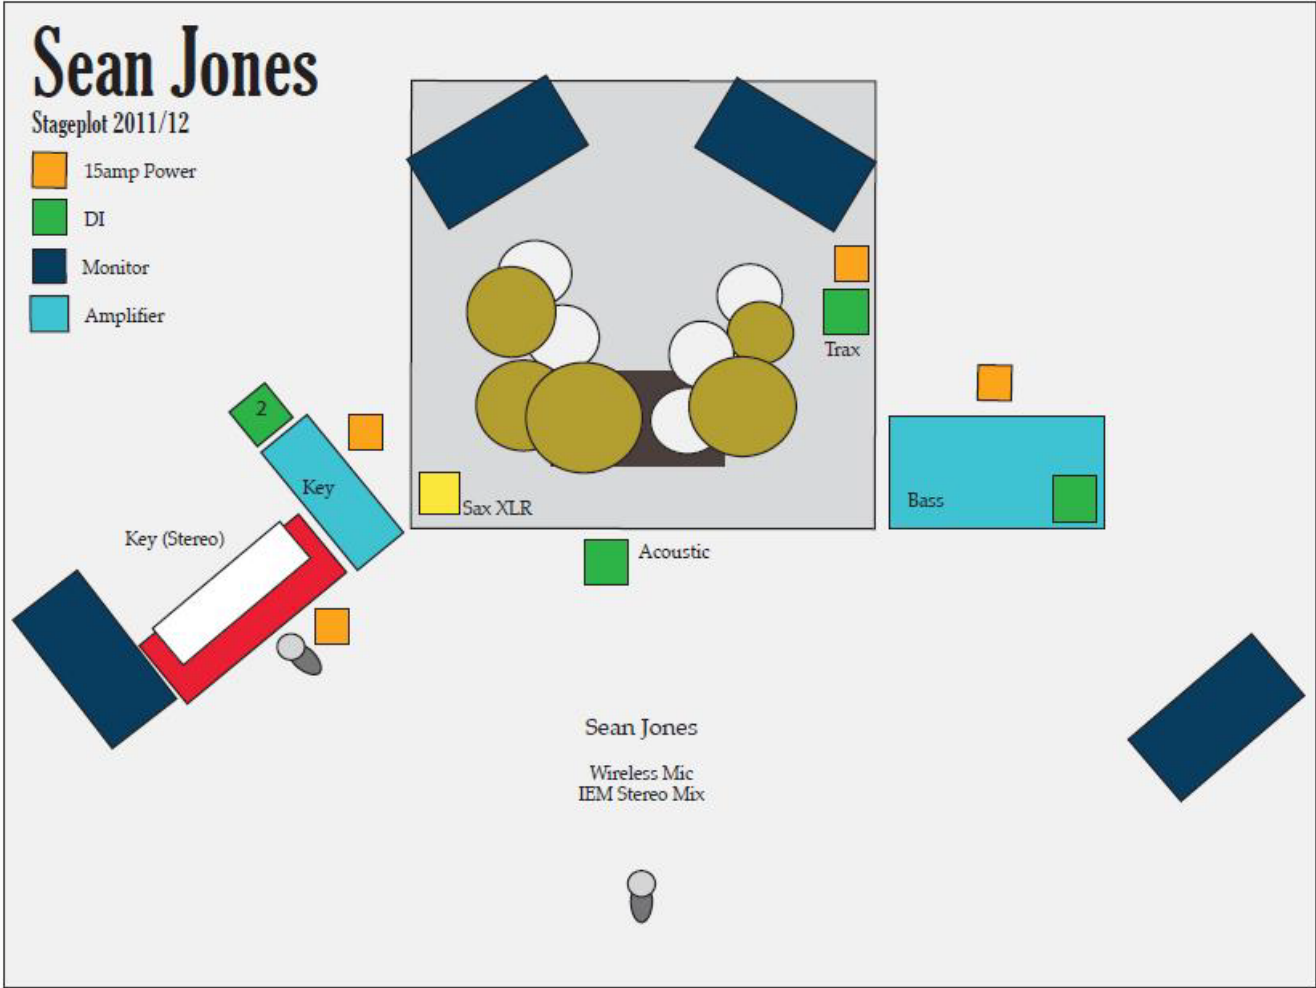 Sean Jones
Stageplot 2011/12
15amp Power
DI
Monitor
Amplifier
Trax
2
Key
Bass
Sax XLR
Key (Stereo)
Acoustic
Sean Jones
Wireless Mic
IEM Stereo Mix